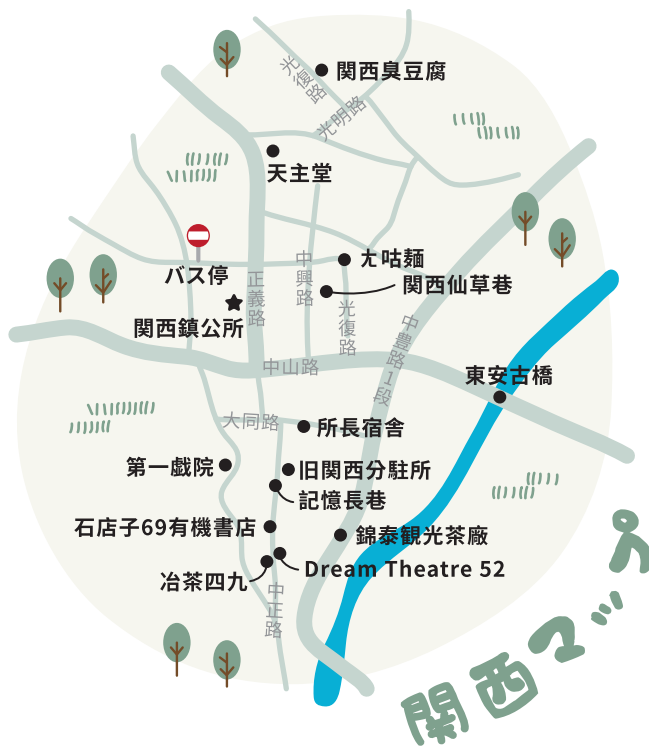 光復路
関西臭豆腐
光明路
天主堂
ㄤ咕麵
バス停
中興路
関西仙草巷
正義路
光復路
関西鎮公所
中豊路1段
中山路
東安古橋
大同路
所長宿舎
第一戯院
旧関西分駐所
記憶長巷
石店子69有機書店
錦泰観光茶廠
冶茶四九
Dream Theatre 52
中正路
関西マップ